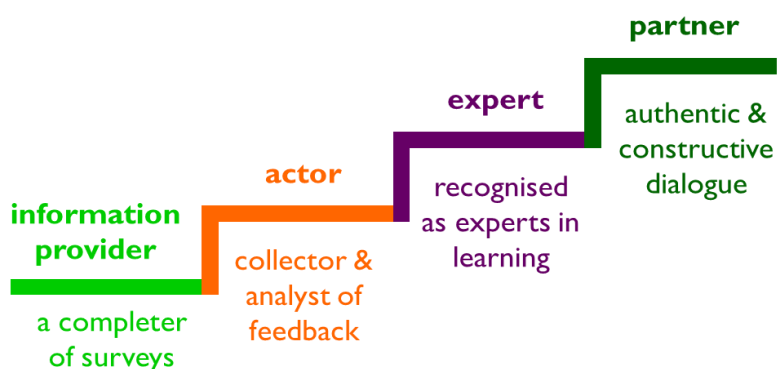 information
provider
a completer
of surveys
actor
collector &
analyst of
feedback
expert
recognised
as experts in
learning
partner
authentic &
constructive
dialogue